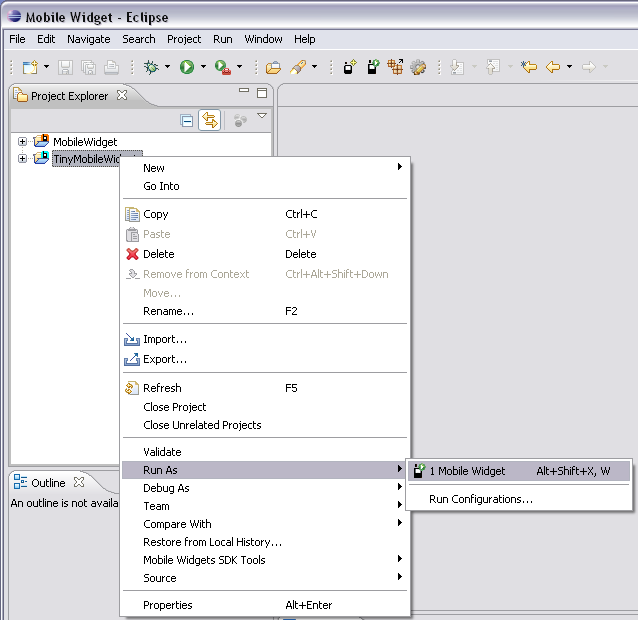 Mobile Widget - Eclipse
File Edit Navigate Search Project Run Window Help
Project Explorer
MobileWidget
TinyMobileWidg
New
Go Into
Copy Ctrl+C
Paste Ctrl+V
Delete Delete
Remove from Context Ctrl+Alt+Shift+Down
Move...
Rename... F2
Import...
Export...
Refresh F5
Close Project
Close Unrelated Projects
Validate
Run As
1 Mobile Widget Alt+Shift+X, W
Run Configurations...
Debug As
Team
Compare With
Restore from Local History...
Mobile Widgets SDK Tools
Source
Properties Alt+Enter
Outline
An outline is not availa